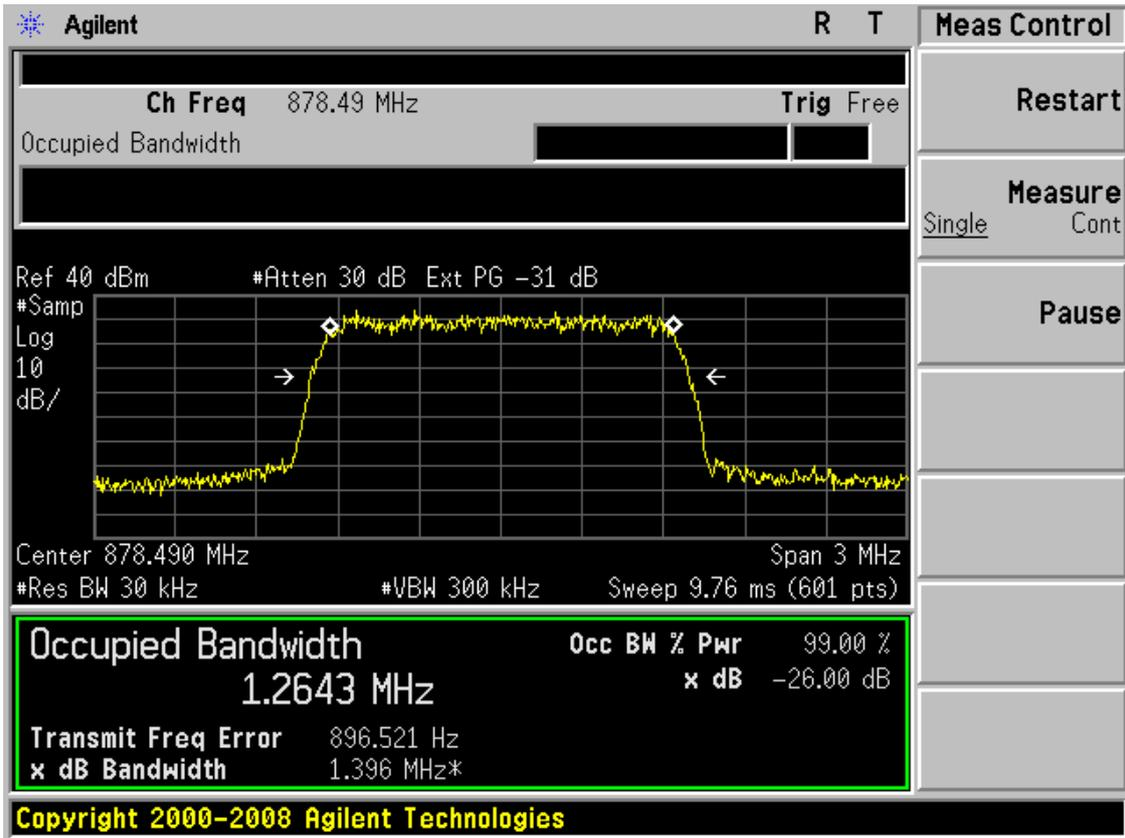 Agilent R T Meas Control
Ch Freq 878.49 MHz Trig Free
Occupied Bandwidth
Restart
Measure
Single Cont
Pause
Ref 40 dBm #Atten 30 dB Ext PG -31 dB
#Samp
Log
10
dB/
Center 878.490 MHz Span 3 MHz
#Res BW 30 kHz #VBW 300 kHz Sweep 9.76 ms (601 pts)
Occupied Bandwidth Occ BW % Pwr 99.00 %
1.2643 MHz x dB -26.00 dB
Transmit Freq Error 896.521 Hz
x dB Bandwidth 1.396 MHz*
Copyright 2000-2008 Agilent Technologies